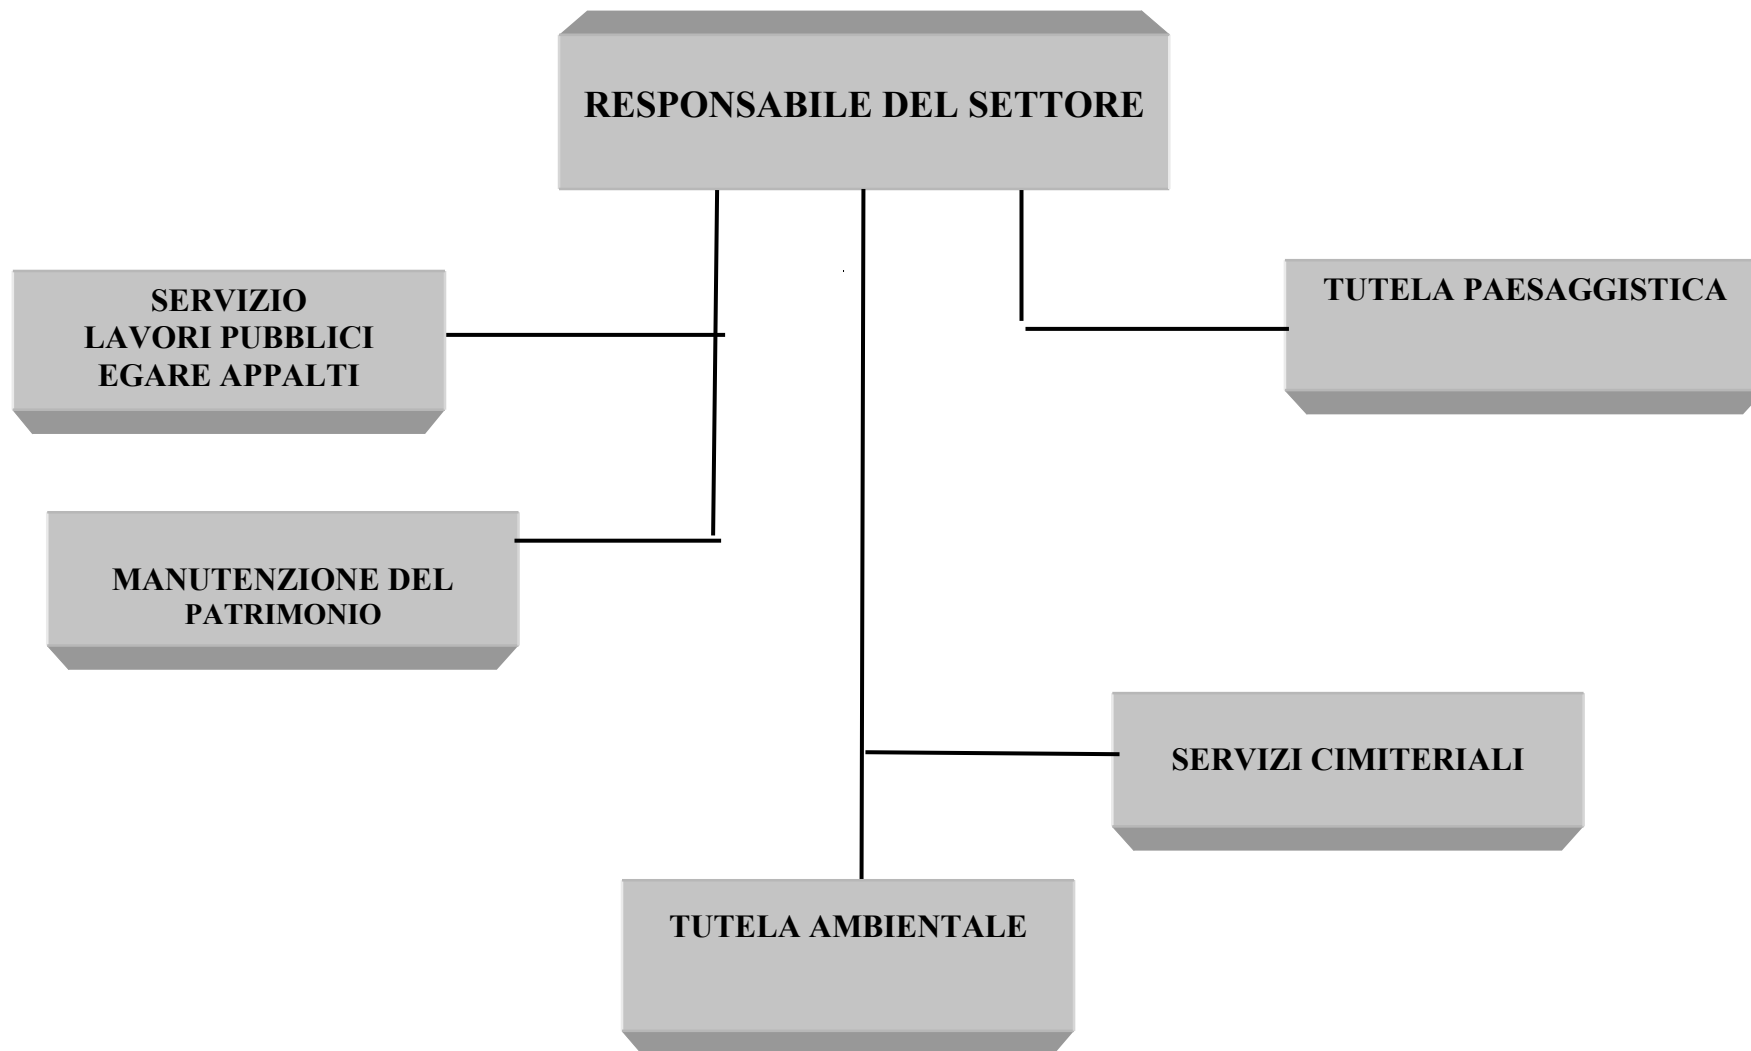 RESPONSABILE DEL SETTORE
SERVIZIO
LAVORI PUBBLICI
EGARE APPALTI
TUTELA PAESAGGISTICA
MANUTENZIONE DEL
PATRIMONIO
SERVIZI CIMITERIALI
TUTELA AMBIENTALE